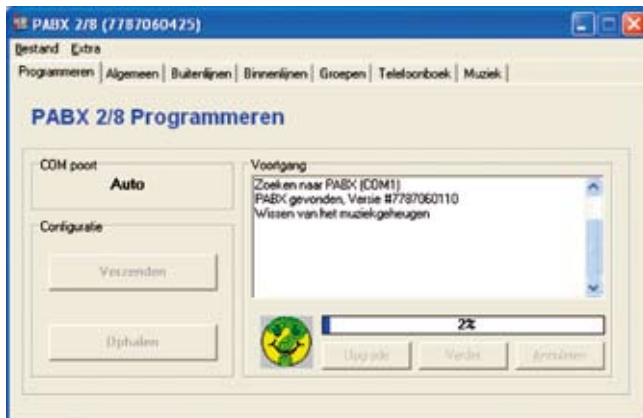 PABX 2/8 (7787060425)
Bestand Extra
Programmeren Algemeen Buitenlijnen Binnenlijnen Groepen Telefoonboek Muziek
PABX 2/8 Programmeren
COM poort
Auto
Configuratie
Verzenden
Ophalen
Voortgang
Zoeken naar PABX (COM1)
PABX gevonden, Versie #7787060110
Wissen van het muziekgeheugen
2%
Upgrade Verder Annuleren